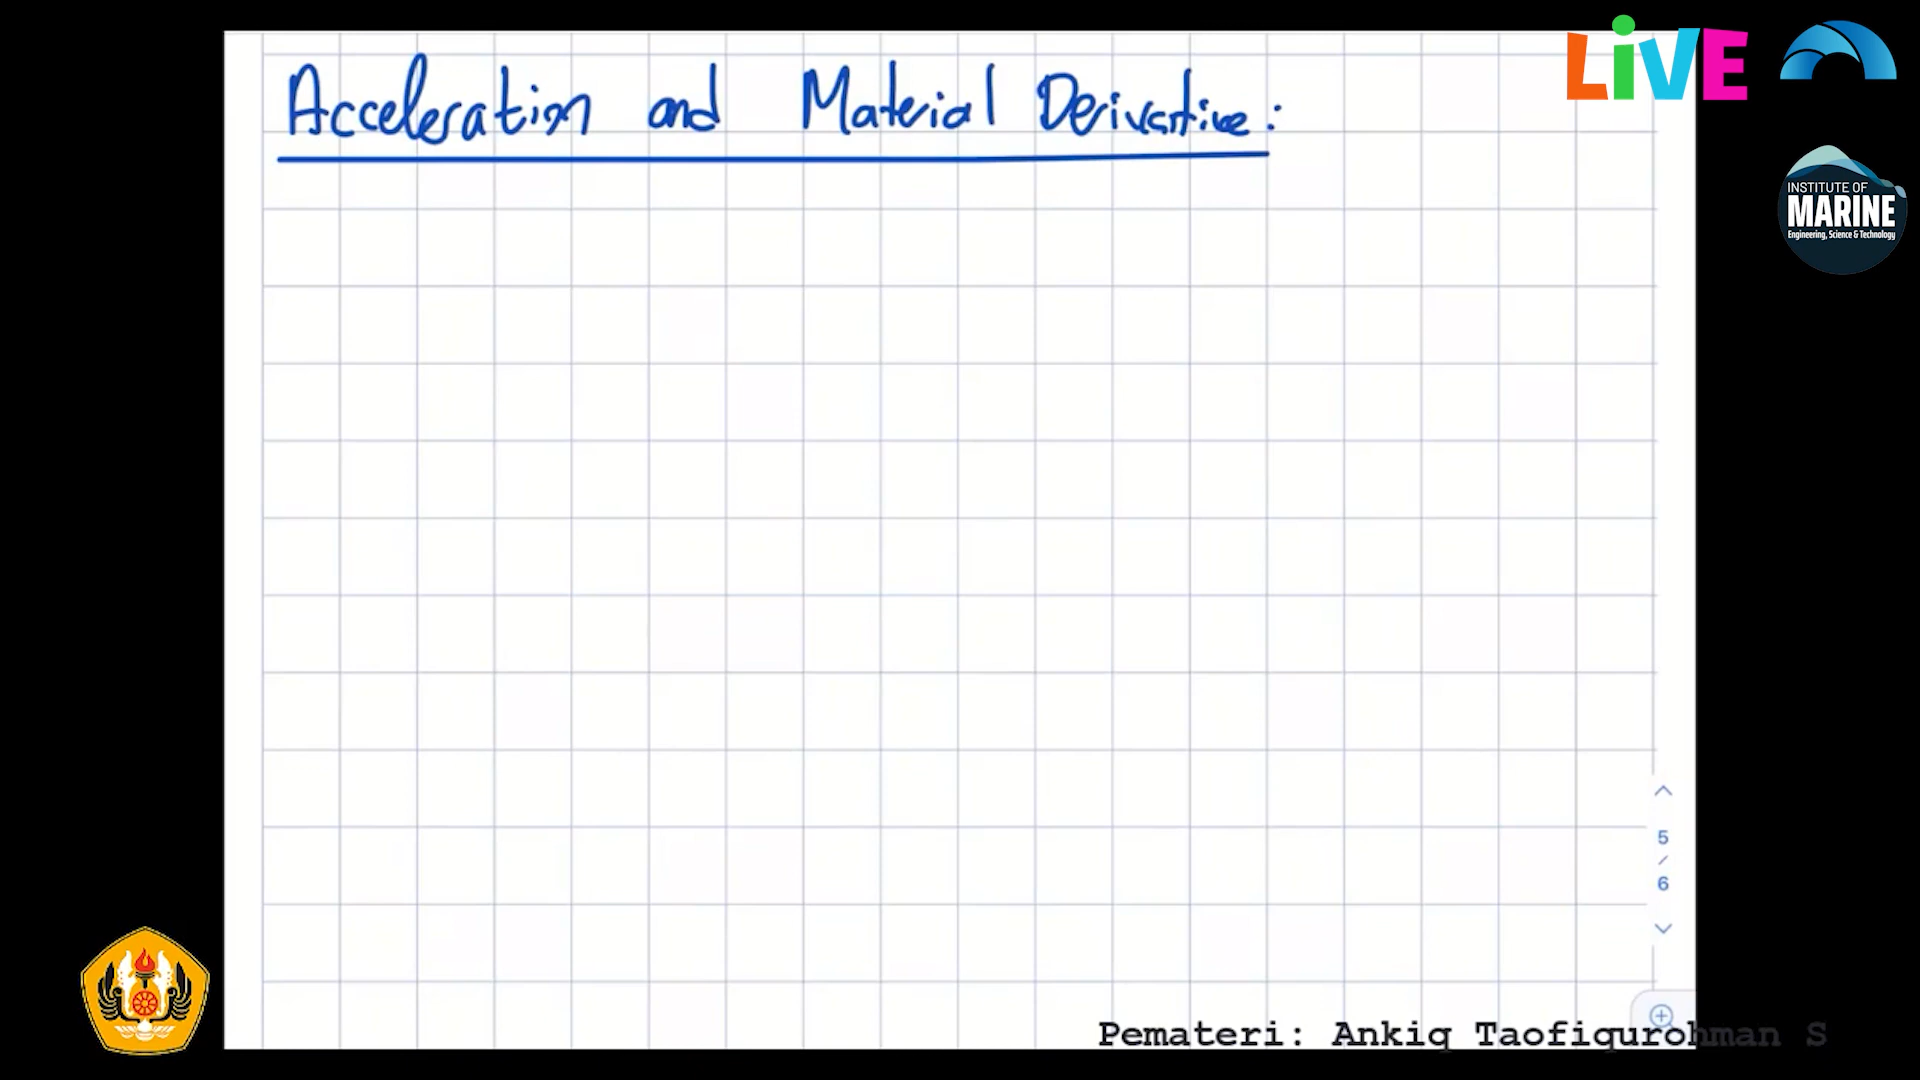 Acceleration and Material Derivative:
LiVE
INSTITUTE OF
MARINE
Engineering, Science & Technology
5
/
6
Pemateri: Ankiq Taofiqurohman S